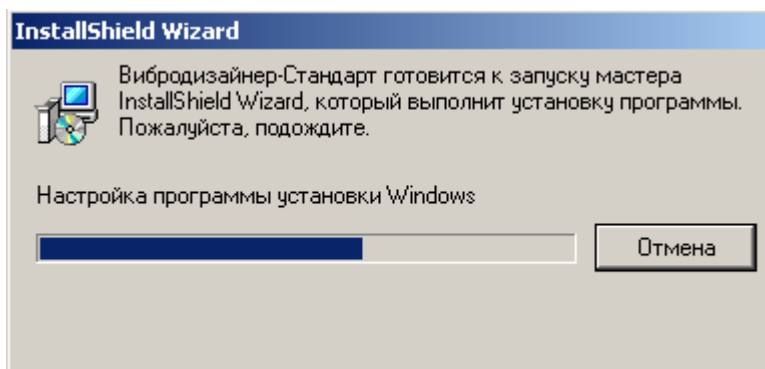 InstallShield Wizard
Вибродизайнер-Стандарт готовится к запуску мастера
InstallShield Wizard, который выполнит установку программы.
Пожалуйста, подождите.
Настройка программы установки Windows
Отмена